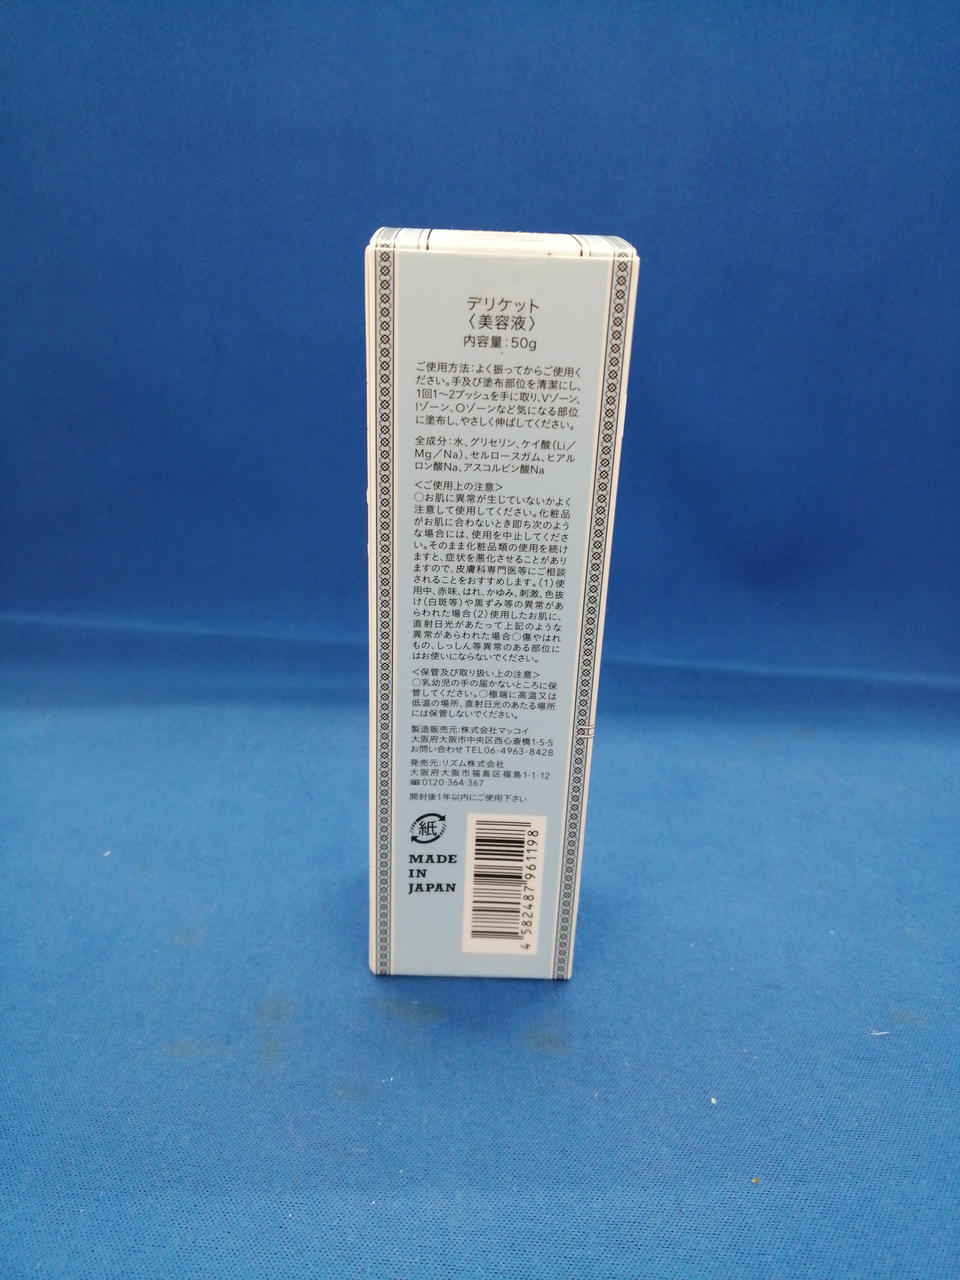 デリケット
〈美容液〉
内容量：50g
ご使用方法：よく振ってからご使用く
ださい。手及び塗布部位を清潔にし、
1回1〜2プッシュを手に取り、Vゾーン、
Iゾーン、Oゾーンなど気になる部位
に塗布し、やさしく伸ばしてください。
全成分：水、グリセリン、ケイ酸（Li／
Mg／Na）、セルロースガム、ヒアル
ロン酸Na、アスコルビン酸Na
＜ご使用上の注意＞
○お肌に異常が生じていないかよく
注意して使用してください。化粧品
がお肌に合わないとき即ち次のよう
な場合には、使用を中止してくださ
い。そのまま化粧品類の使用を続け
ますと、症状を悪化させることがあり
ますので、皮膚科専門医等にご相談
されることをおすすめします。（1）使
用中、赤味、はれ、かゆみ、刺激、色抜
け（白斑等）や黒ずみ等の異常があ
らわれた場合（2）使用したお肌に、
直射日光があたって上記のような
異常があらわれた場合○傷やはれ
もの、しっしん等異常のある部位に
はお使いにならないでください。
＜保管及び取り扱い上の注意＞
○乳幼児の手の届かないところに保
管してください。○極端に高温又は
低温の場所、直射日光のあたる場所
には保管しないでください。
製造販売元：株式会社マッコイ
大阪府大阪市中央区西心斎橋1-5-5
お問い合わせ TEL06-4963-8428
発売元：リズム株式会社
大阪府大阪市福島区福島1-1-12
0120-364-367
開封後1年以内にご使用下さい
紙
MADE
IN
JAPAN
4582487961198